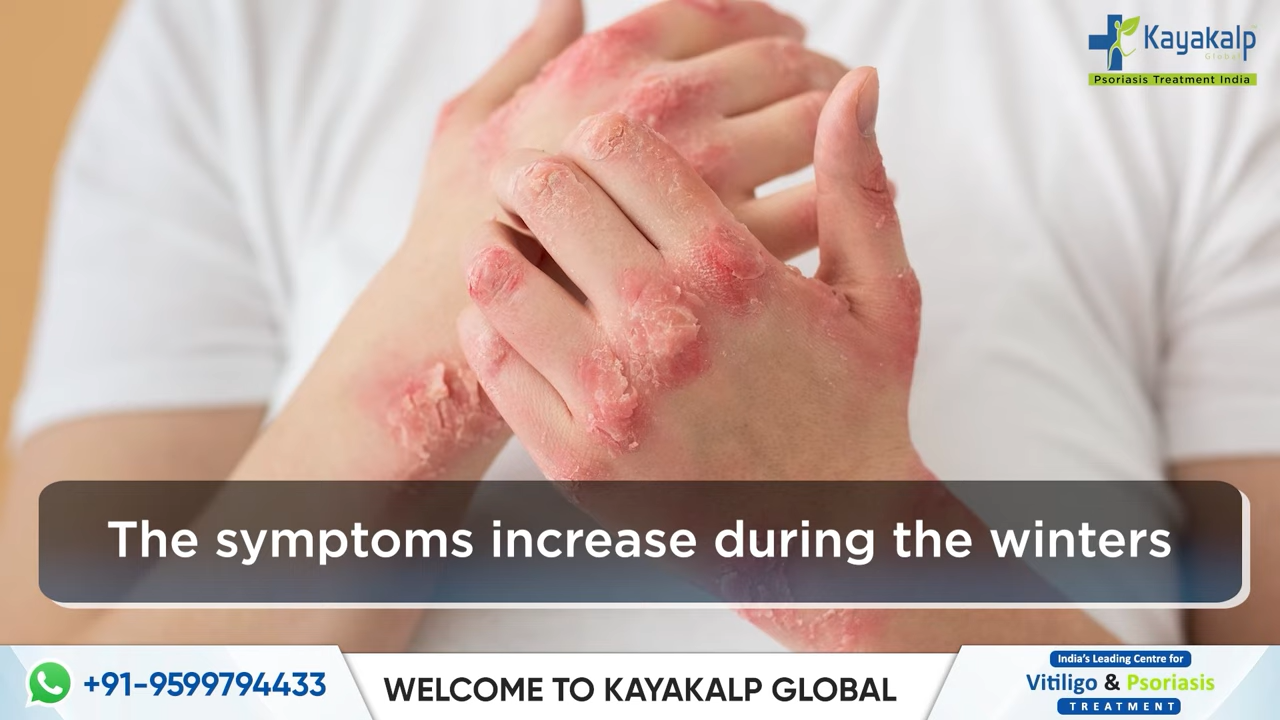 Kayakalp
Global
Psoriasis Treatment India
The symptoms increase during the winters
+91-9599794433
WELCOME TO KAYAKALP GLOBAL
India's Leading Centre for
Vitiligo & Psoriasis
TREATMENT